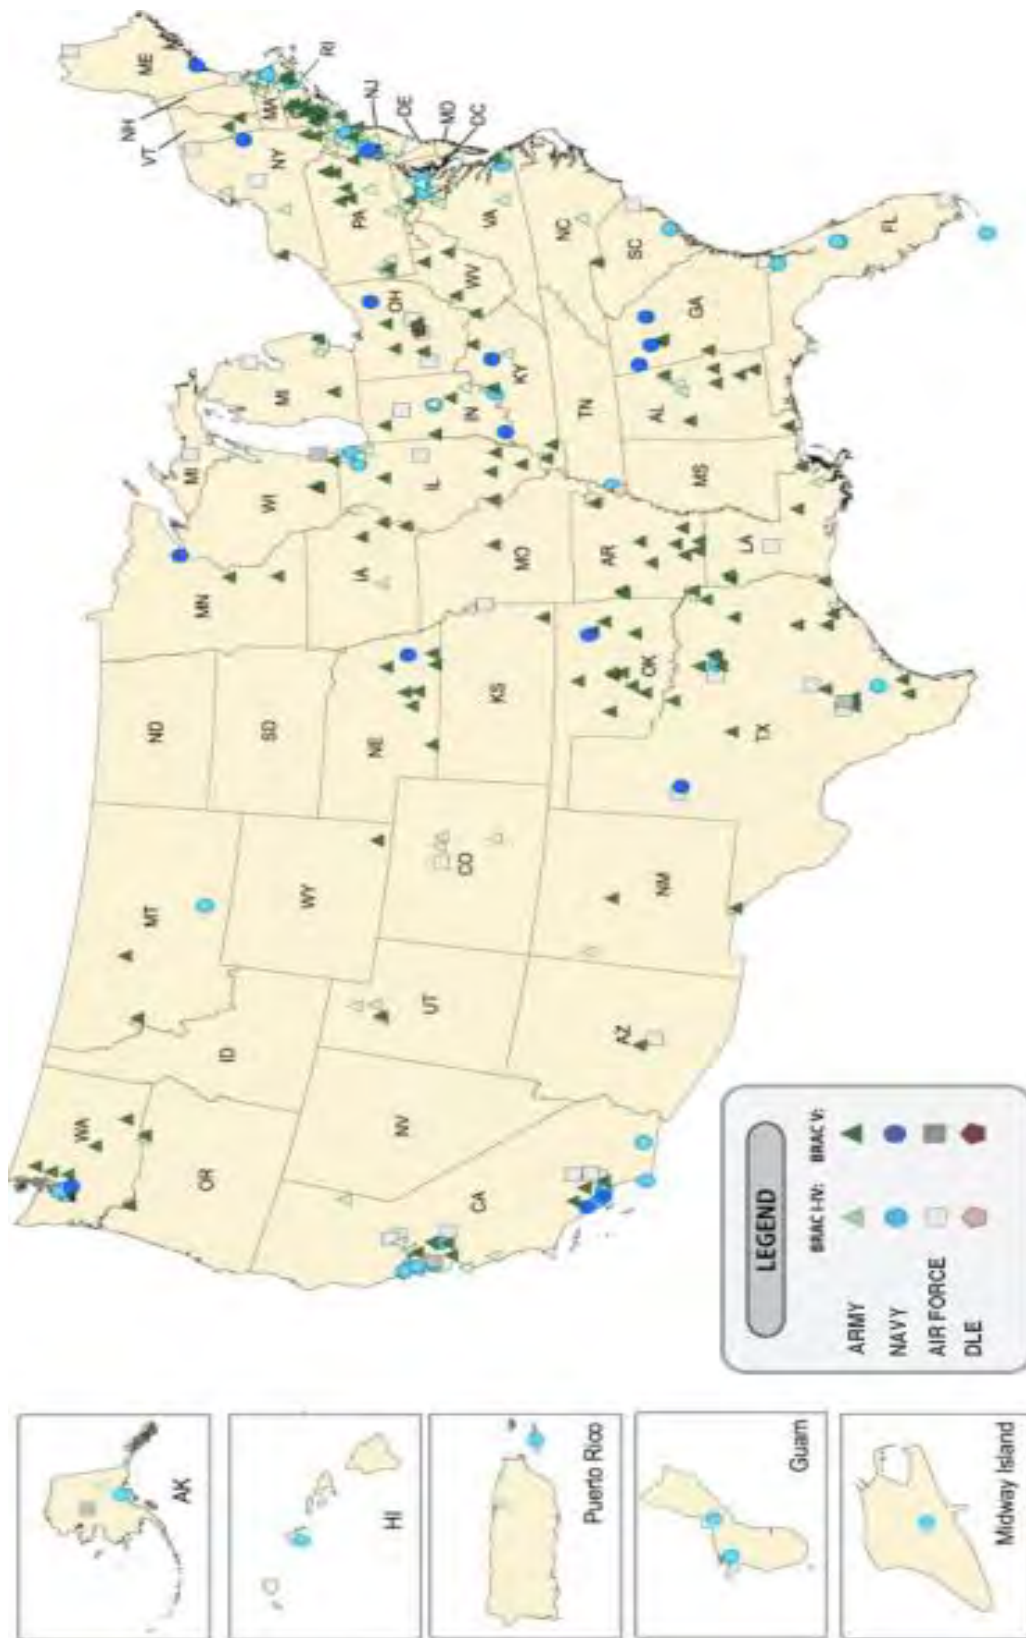 WA
MT
ND
MN
WI
MI
MI
ME
NH
VT
NY
MA
RI
OR
ID
WY
SD
NE
IA
IL
IN
OH
PA
NJ
DE
MD
DC
NV
UT
CO
KS
MO
KY
WV
VA
CA
AZ
NM
OK
AR
TN
NC
SC
TX
LA
MS
AL
GA
FL
AK
HI
Puerto Rico
Guam
Midway Island
LEGEND
BRAC I-IV: BRAC V:
ARMY
NAVY
AIR FORCE
DLE